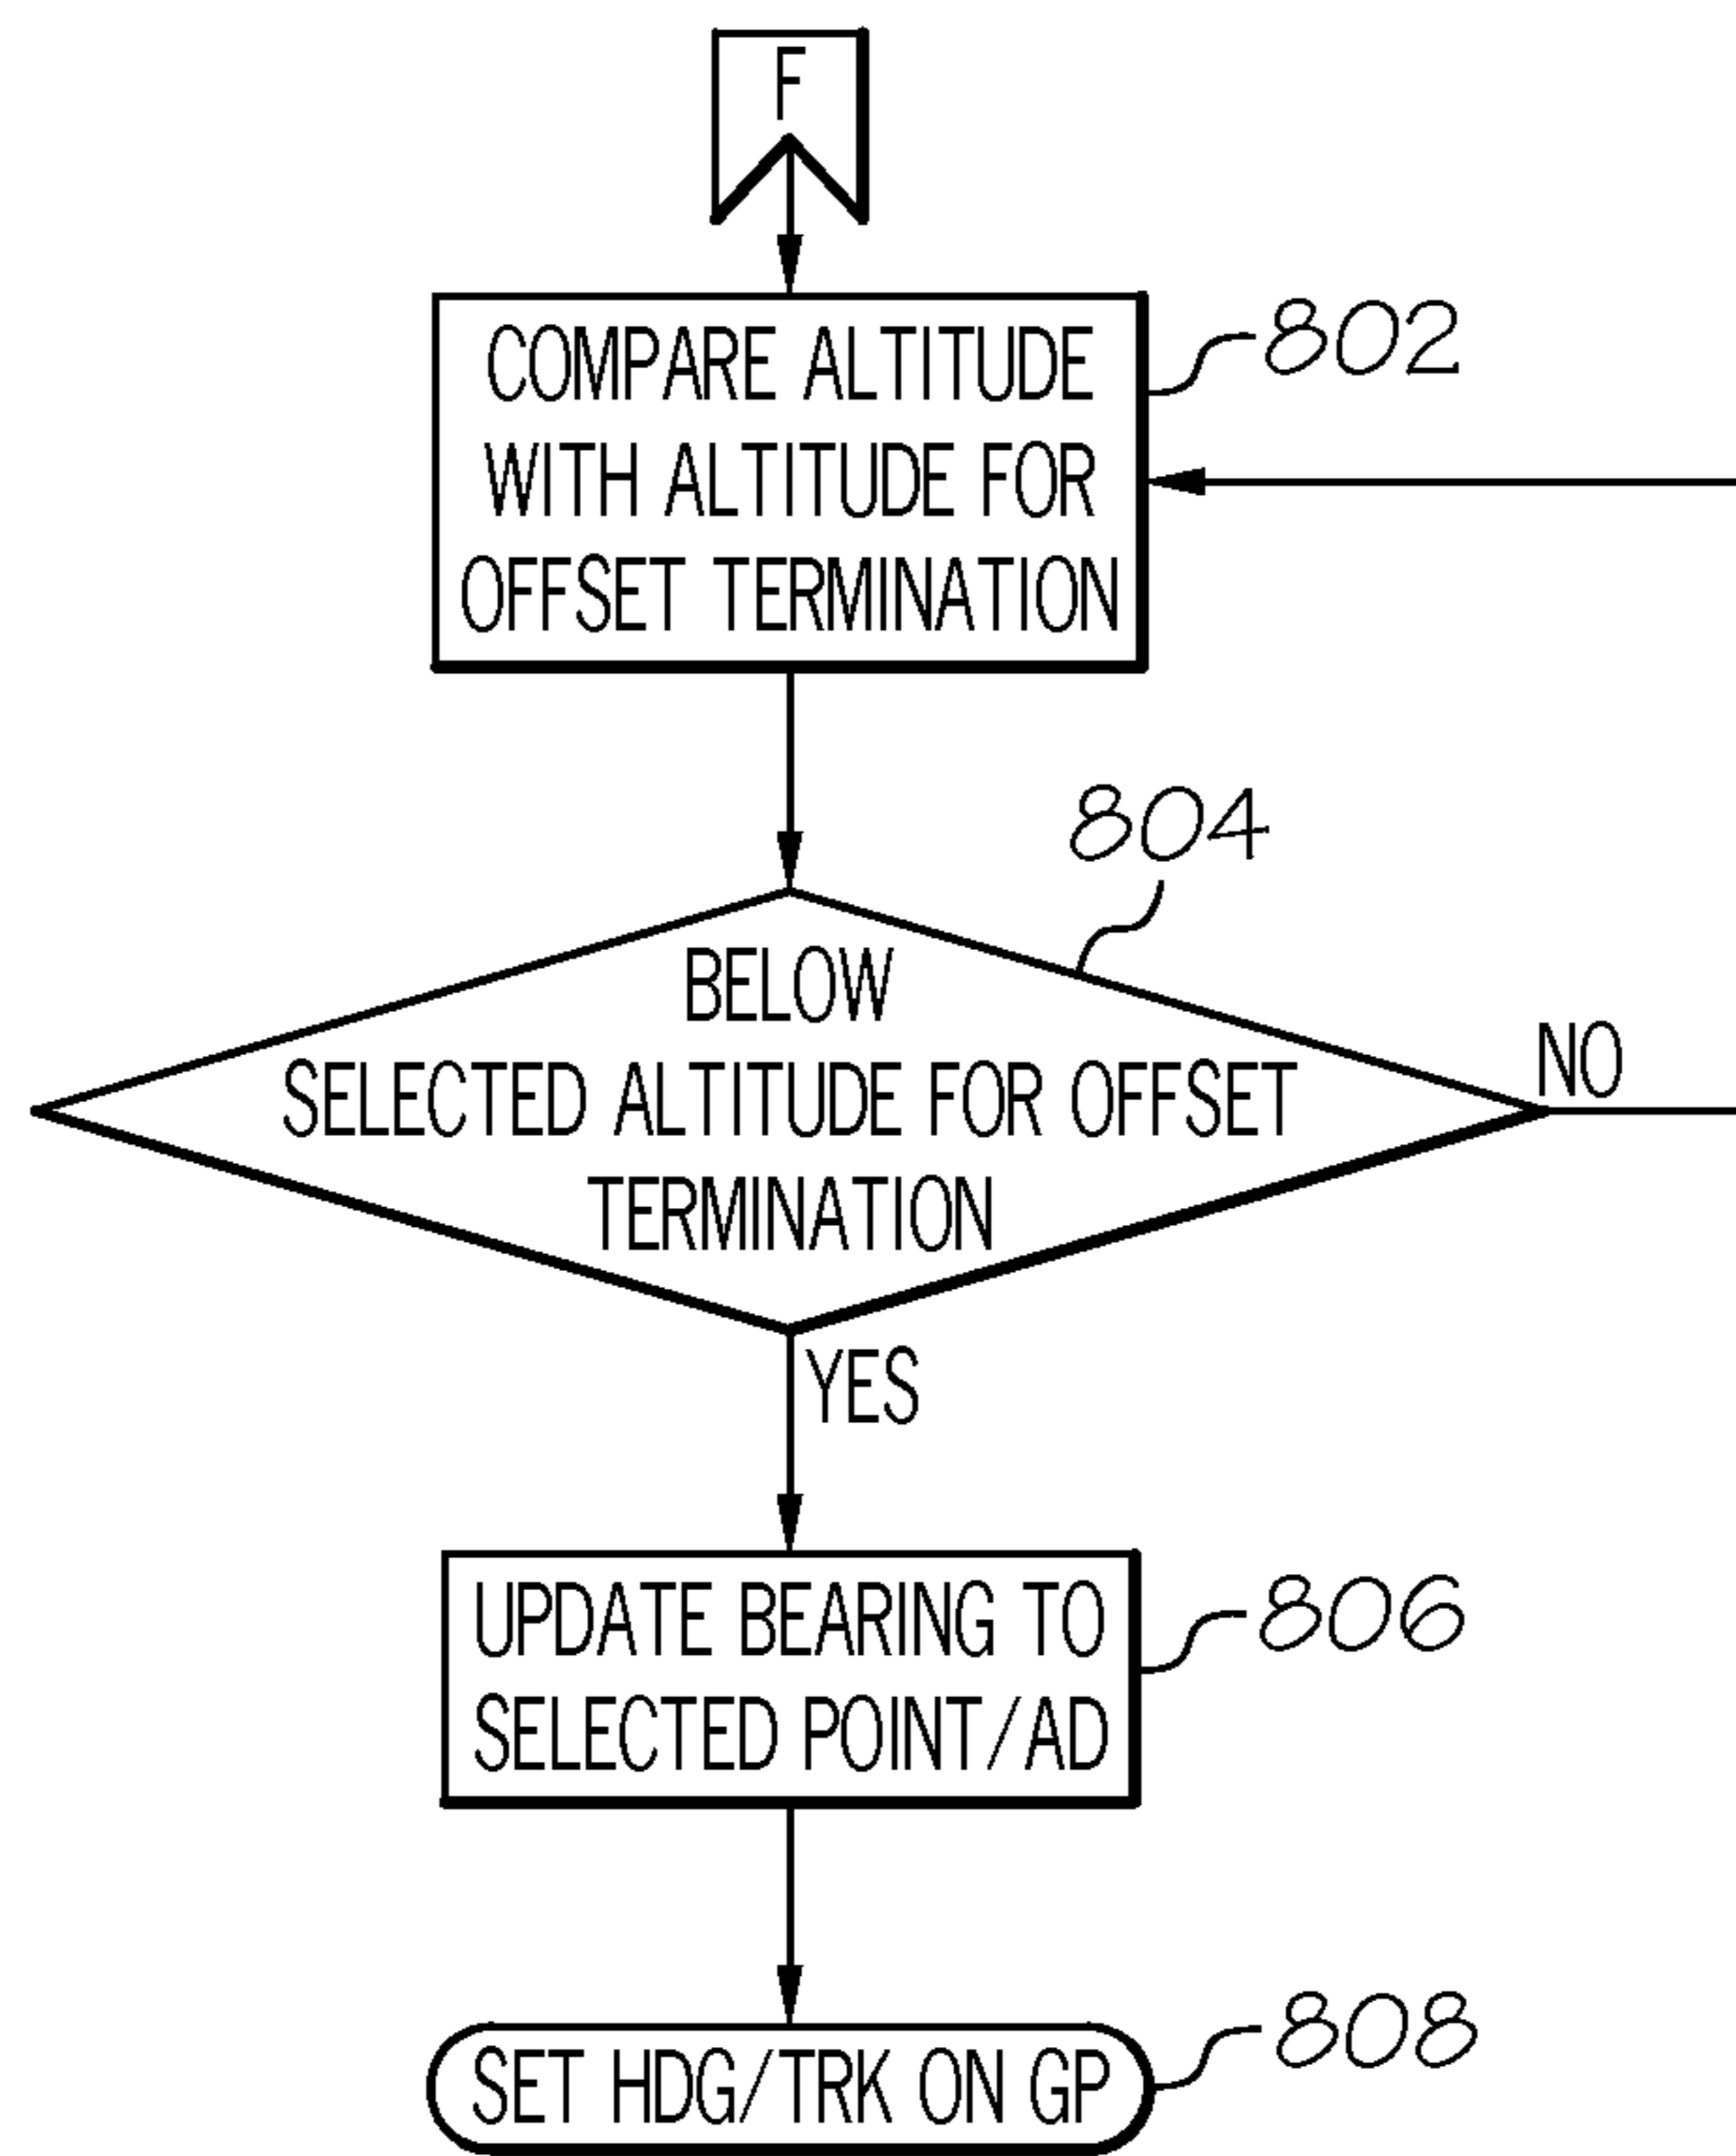 F
COMPARE ALTITUDE
WITH ALTITUDE FOR
OFFSET TERMINATION
802
804
BELOW
SELECTED ALTITUDE FOR OFFSET
TERMINATION
NO
YES
UPDATE BEARING TO
SELECTED POINT/AD
806
SET HDG/TRK ON GP
808